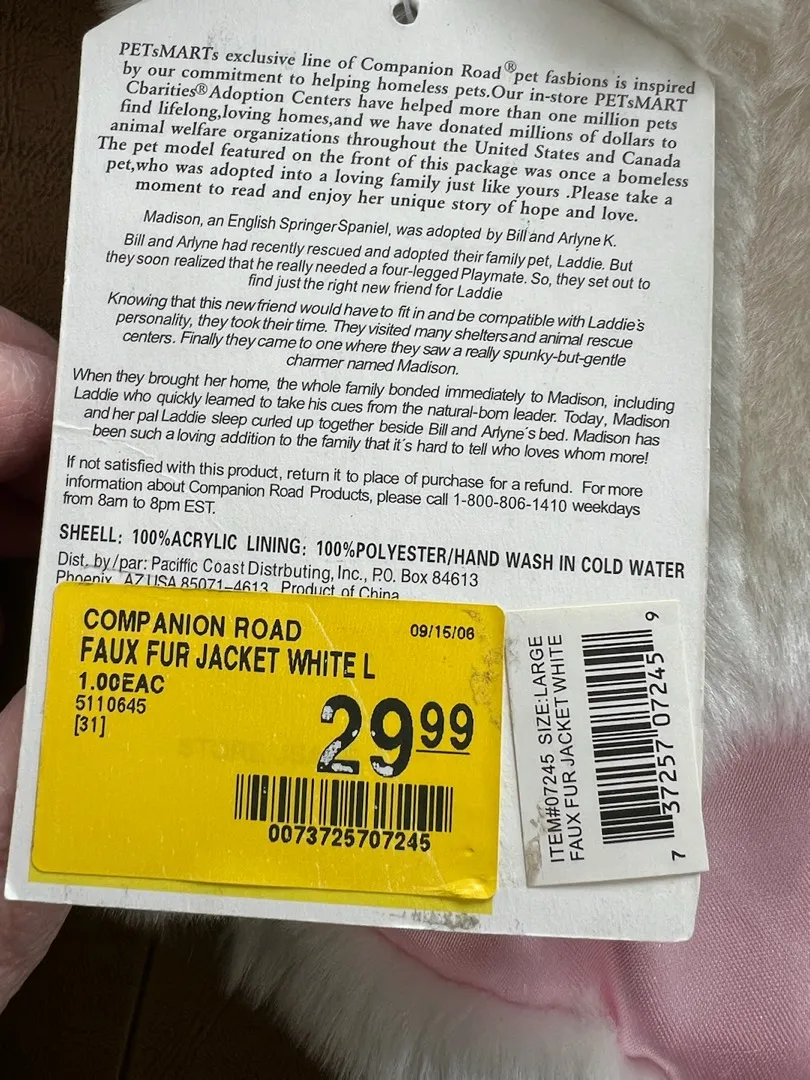 PETsMARTs exclusive line of Companion Road® pet fasbions is inspired
by our commitment to helping homeless pets.Our in-store PETsMART
Cbarities® Adoption Centers have helped more than one million pets
find lifelong,loving homes,and we have donated millions of dollars to
animal welfare organizations throughout the United States and Canada
The pet model featured on the front of this package was once a bomeless
pet,who was adopted into a loving family just like yours .Please take a
moment to read and enjoy her unique story of hope and love.
Madison, an English Springer Spaniel, was adopted by Bill and Arlyne K.
Bill and Arlyne had recently rescued and adopted their family pet, Laddie. But
they soon realized that he really needed a four-legged Playmate. So, they set out to
find just the right new friend for Laddie
Knowing that this new friend would have to fit in and be compatible with Laddie's
personality, they took their time. They visited many shelters and animal rescue
centers. Finally they came to one where they saw a really spunky-but-gentle
charmer named Madison.
When they brought her home, the whole family bonded immediately to Madison, including
Laddie who quickly learned to take his cues from the natural-born leader. Today, Madison
and her pal Laddie sleep curled up together beside Bill and Arlyne's bed. Madison has
been such a loving addition to the family that it's hard to tell who loves whom more!
If not satisfied with this product, return it to place of purchase for a refund. For more
information about Companion Road Products, please call 1-800-806-1410 weekdays
from 8am to 8pm EST.
SHEELL: 100%ACRYLIC LINING: 100%POLYESTER/HAND WASH IN COLD WATER
Dist. by/par: Paciffic Coast Distrbuting, Inc., P.O. Box 84613
Phoenix, AZ USA 85071-4613 Product of China
COMPANION ROAD 09/15/06
FAUX FUR JACKET WHITE L
1.00EAC
5110645
[31]
29.99
0073725707245
ITEM#07245 SIZE:LARGE
FAUX FUR JACKET WHITE
7 37257 07245 9